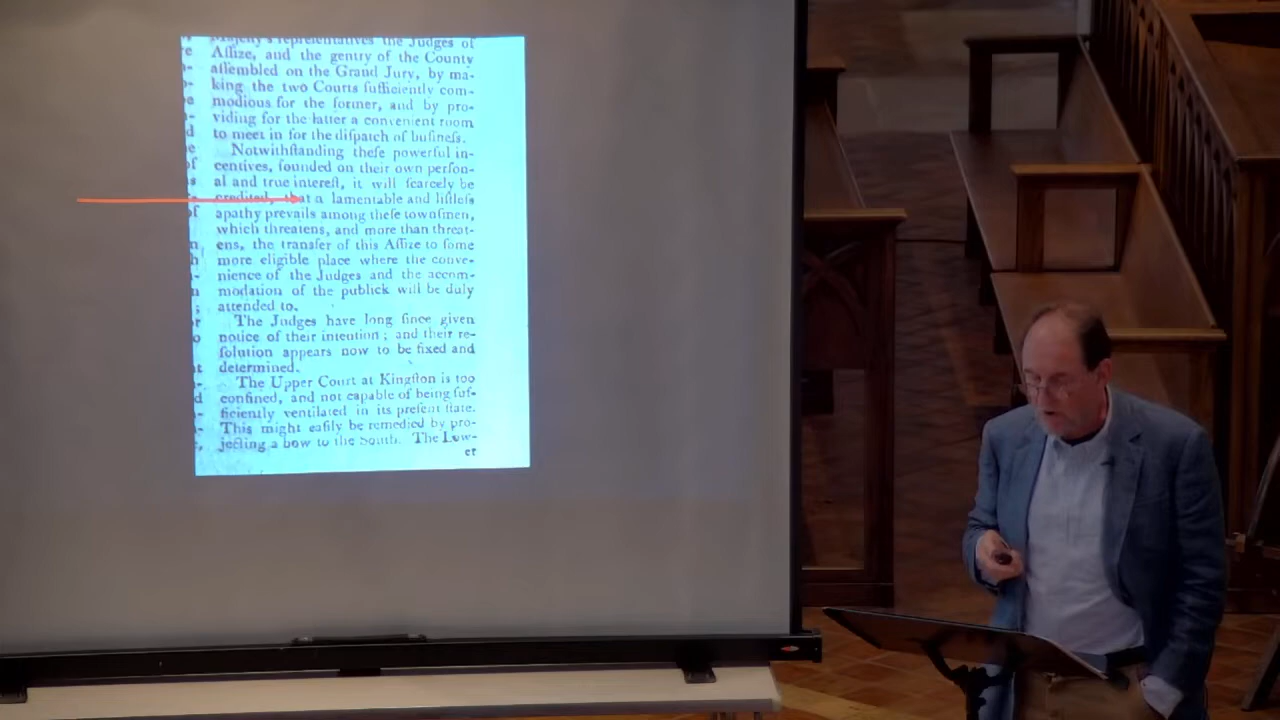 Majesty's representatives the Judges of
Aſſize, and the gentry of the County
aſſembled on the Grand Jury, by ma-
king the two Courts ſufficiently com-
modious for the former, and by pro-
viding for the latter a convenient room
to meet in for the diſpatch of buſineſs.
Notwithſtanding theſe powerful in-
centives, founded on their own perſon-
al and true intereſt, it will ſcarcely be
credited, that a lamentable and liſtleſs
apathy prevails among theſe townſmen,
which threatens, and more than threat-
ens, the transfer of this Aſſize to ſome
more eligible place where the conve-
nience of the Judges and the accom-
modation of the publick will be duly
attended to.
The Judges have long ſince given
notice of their intention ; and their re-
ſolution appears now to be fixed and
determined.
The Upper Court at Kingſton is too
confined, and not capable of being ſuf-
ficiently ventilated in its preſent ſtate.
This might eaſily be remedied by pro-
jecting a bow to the South. The Low-
er